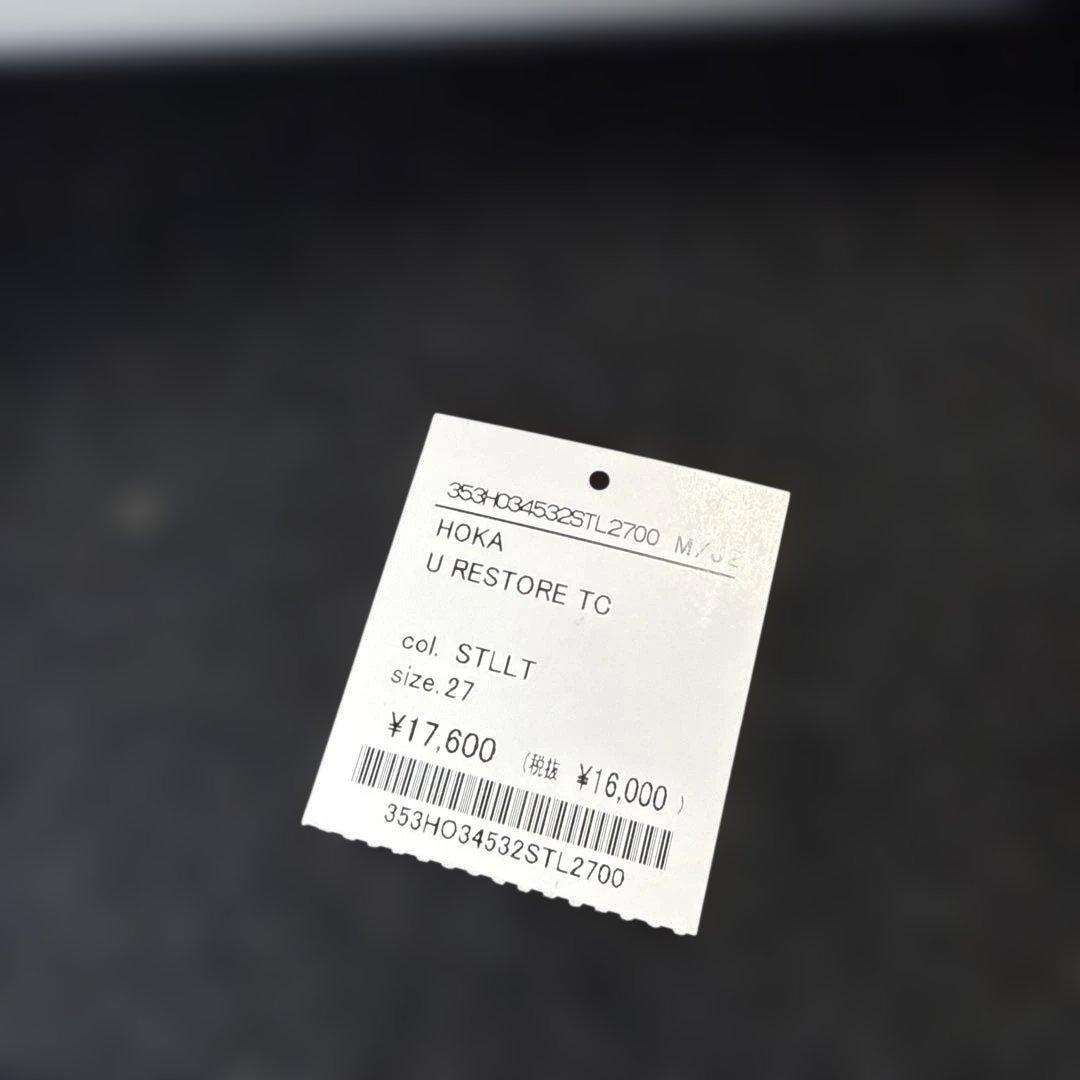 353HO34532STL2700
HOKA
U RESTORE TC
col. STLLT
size.27
¥17,600 (税抜 ¥16,000 )
353HO34532STL2700